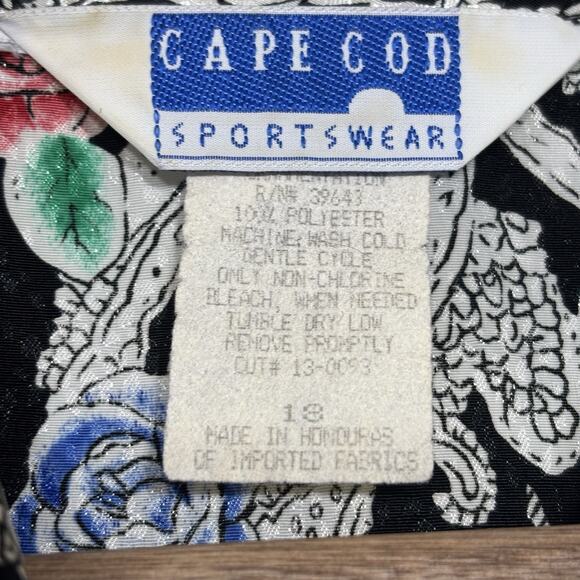 CAPE COD
SPORTSWEAR
R/N# 39643
100% POLYESTER
MACHINE WASH COLD
GENTLE CYCLE
ONLY NON-CHLORINE
BLEACH, WHEN NEEDED
TUMBLE DRY LOW
REMOVE PROMPTLY
CUT# 13-0093
18
MADE IN HONDURAS
OF IMPORTED FABRICS